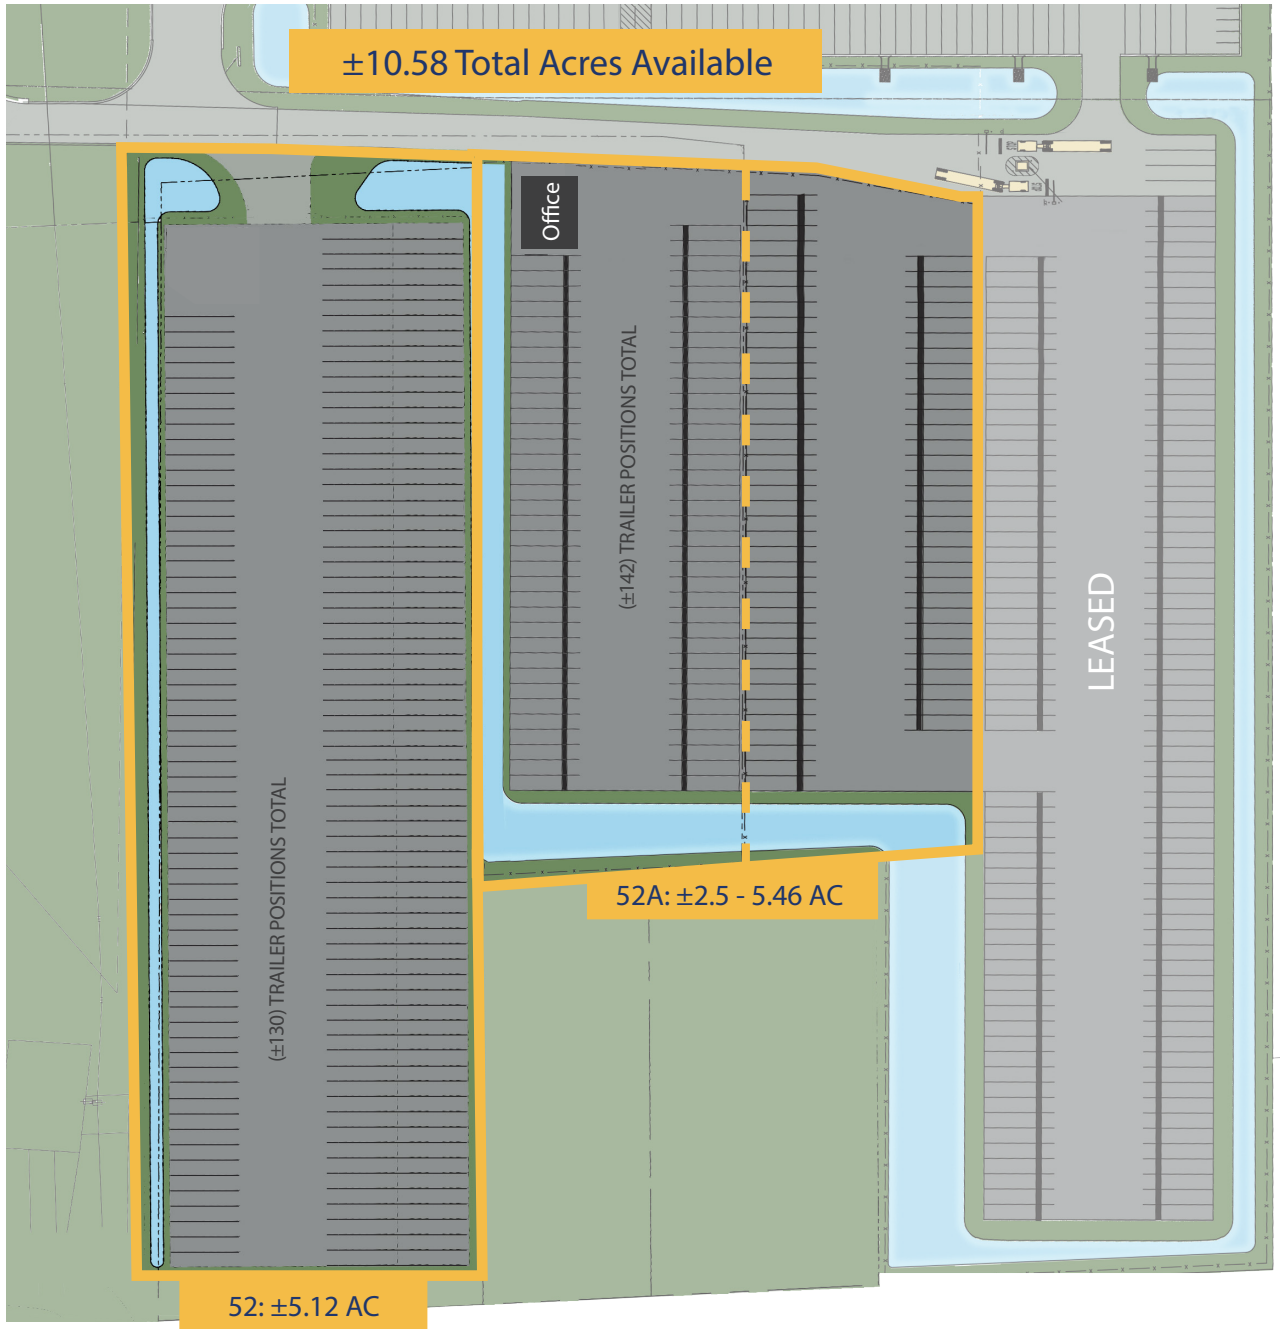 ±10.58 Total Acres Available
Office
(±142) TRAILER POSITIONS TOTAL
LEASED
(±130) TRAILER POSITIONS TOTAL
52A: ±2.5 - 5.46 AC
52: ±5.12 AC